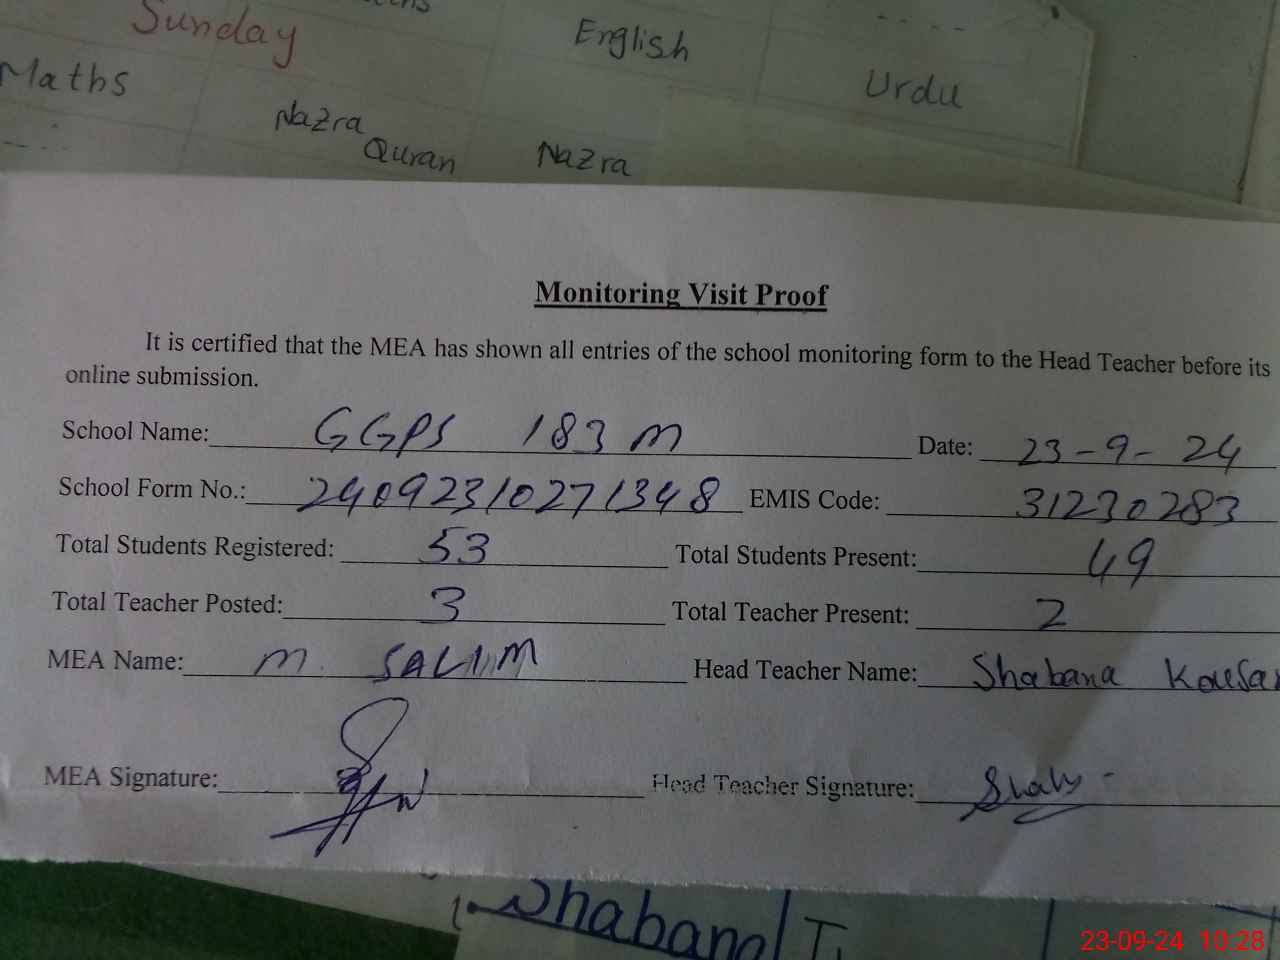 Sunday
English
Maths
Urdu
Nazra
Quran
Nazra
Monitoring Visit Proof
It is certified that the MEA has shown all entries of the school monitoring form to the Head Teacher before its
online submission.
School Name: GGPS 183 M Date: 23-9-24
School Form No.: 240923102271348 EMIS Code: 31230283
Total Students Registered: 53 Total Students Present: 49
Total Teacher Posted: 3 Total Teacher Present: 2
MEA Name: M. SALIM Head Teacher Name: Shabana Kousar
MEA Signature: Head Teacher Signature:
Shabana
23-09-24 10:28